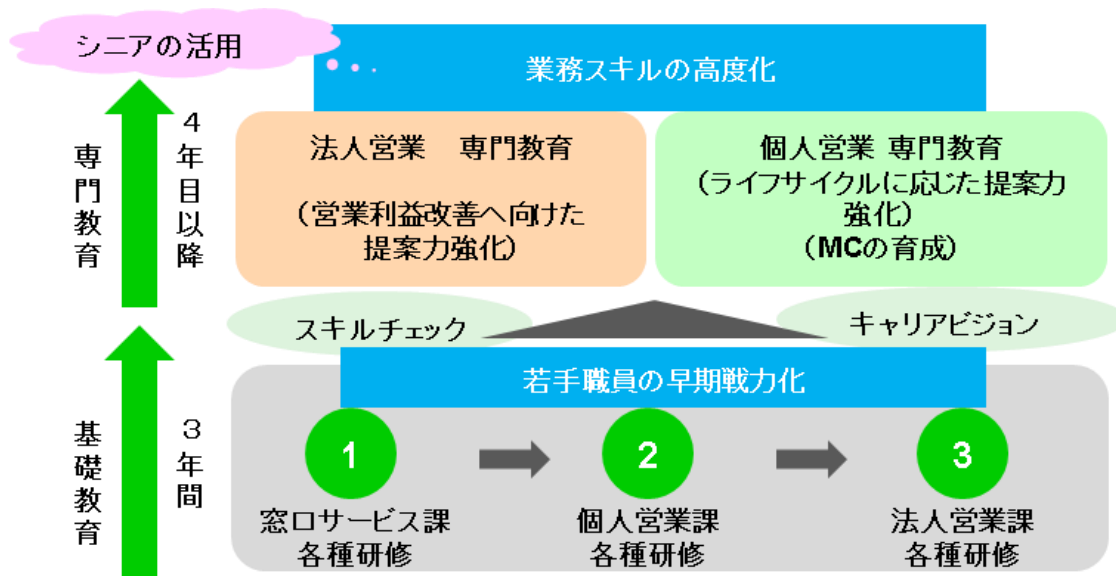 シニアの活用
業務スキルの高度化
専門教育
4年目以降
法人営業　専門教育
（営業利益改善へ向けた
提案力強化）
個人営業 専門教育
（ライフサイクルに応じた提案力
強化）
（MCの育成）
スキルチェック
キャリアビジョン
若手職員の早期戦力化
基礎教育
3年間
1
2
3
窓口サービス課
各種研修
個人営業課
各種研修
法人営業課
各種研修